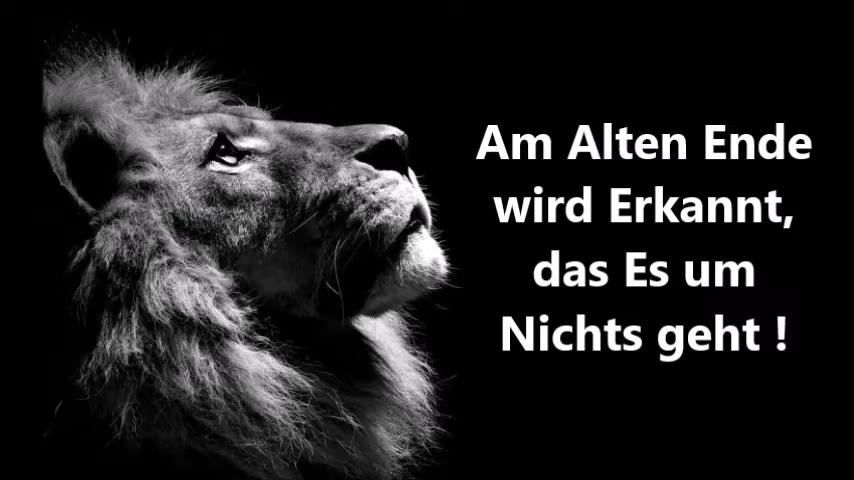 Am Alten Ende
wird Erkannt,
das Es um
Nichts geht !